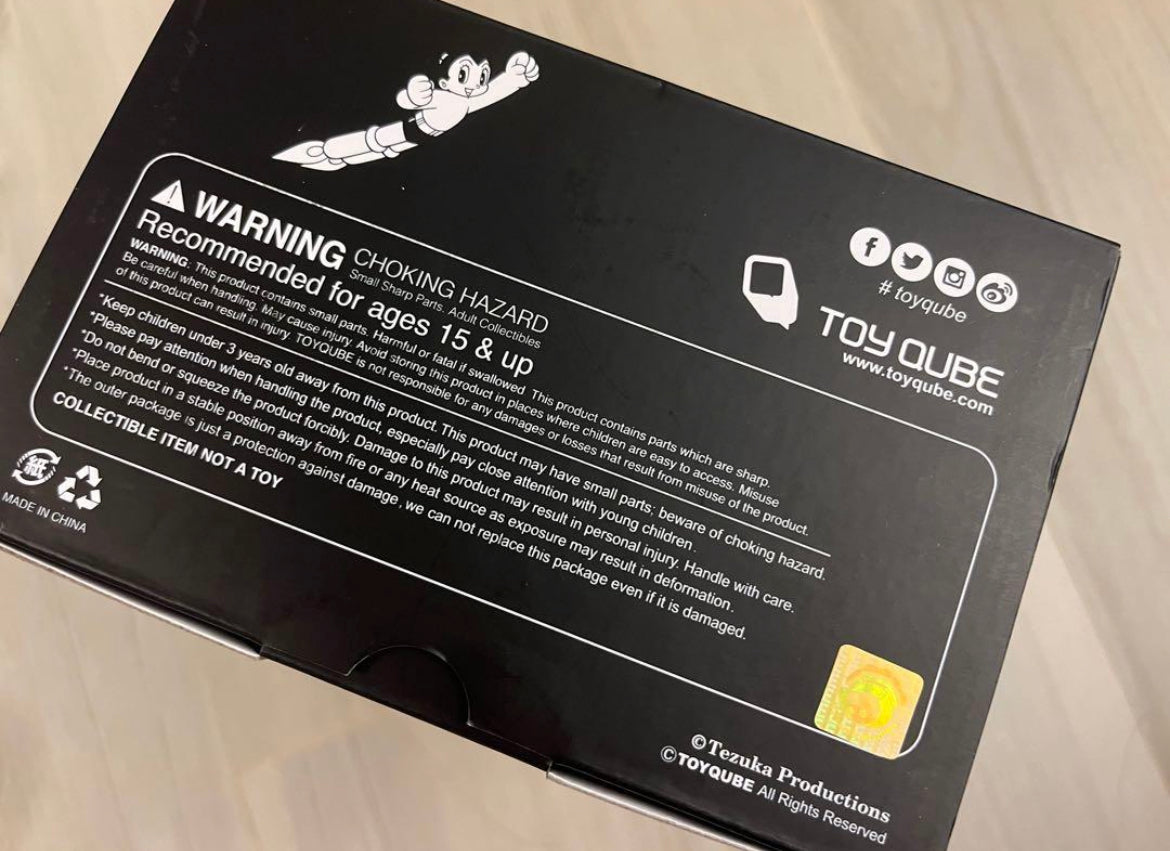 # toyqube
TOY QUBE
www.toyqube.com
WARNING CHOKING HAZARD
Small Sharp Parts. Adult Collectibles
Recommended for ages 15 & up
WARNING: This product contains small parts. Harmful or fatal if swallowed. This product contains parts which are sharp.
Be careful when handling. May cause injury. Avoid storing this product in places where children are easy to access. Misuse
of this product can result in injury. TOYQUBE is not responsible for any damages or losses that result from misuse of the product.
*Keep children under 3 years old away from this product. This product may have small parts; beware of choking hazard.
*Please pay attention when handling the product, especially pay close attention with young children.
*Do not bend or squeeze the product forcibly. Damage to this product may result in personal injury. Handle with care.
*Place product in a stable position away from fire or any heat source as exposure may result in deformation.
*The outer package is just a protection against damage, we can not replace this package even if it is damaged.
COLLECTIBLE ITEM NOT A TOY
紙
MADE IN CHINA
©Tezuka Productions
©TOYQUBE All Rights Reserved